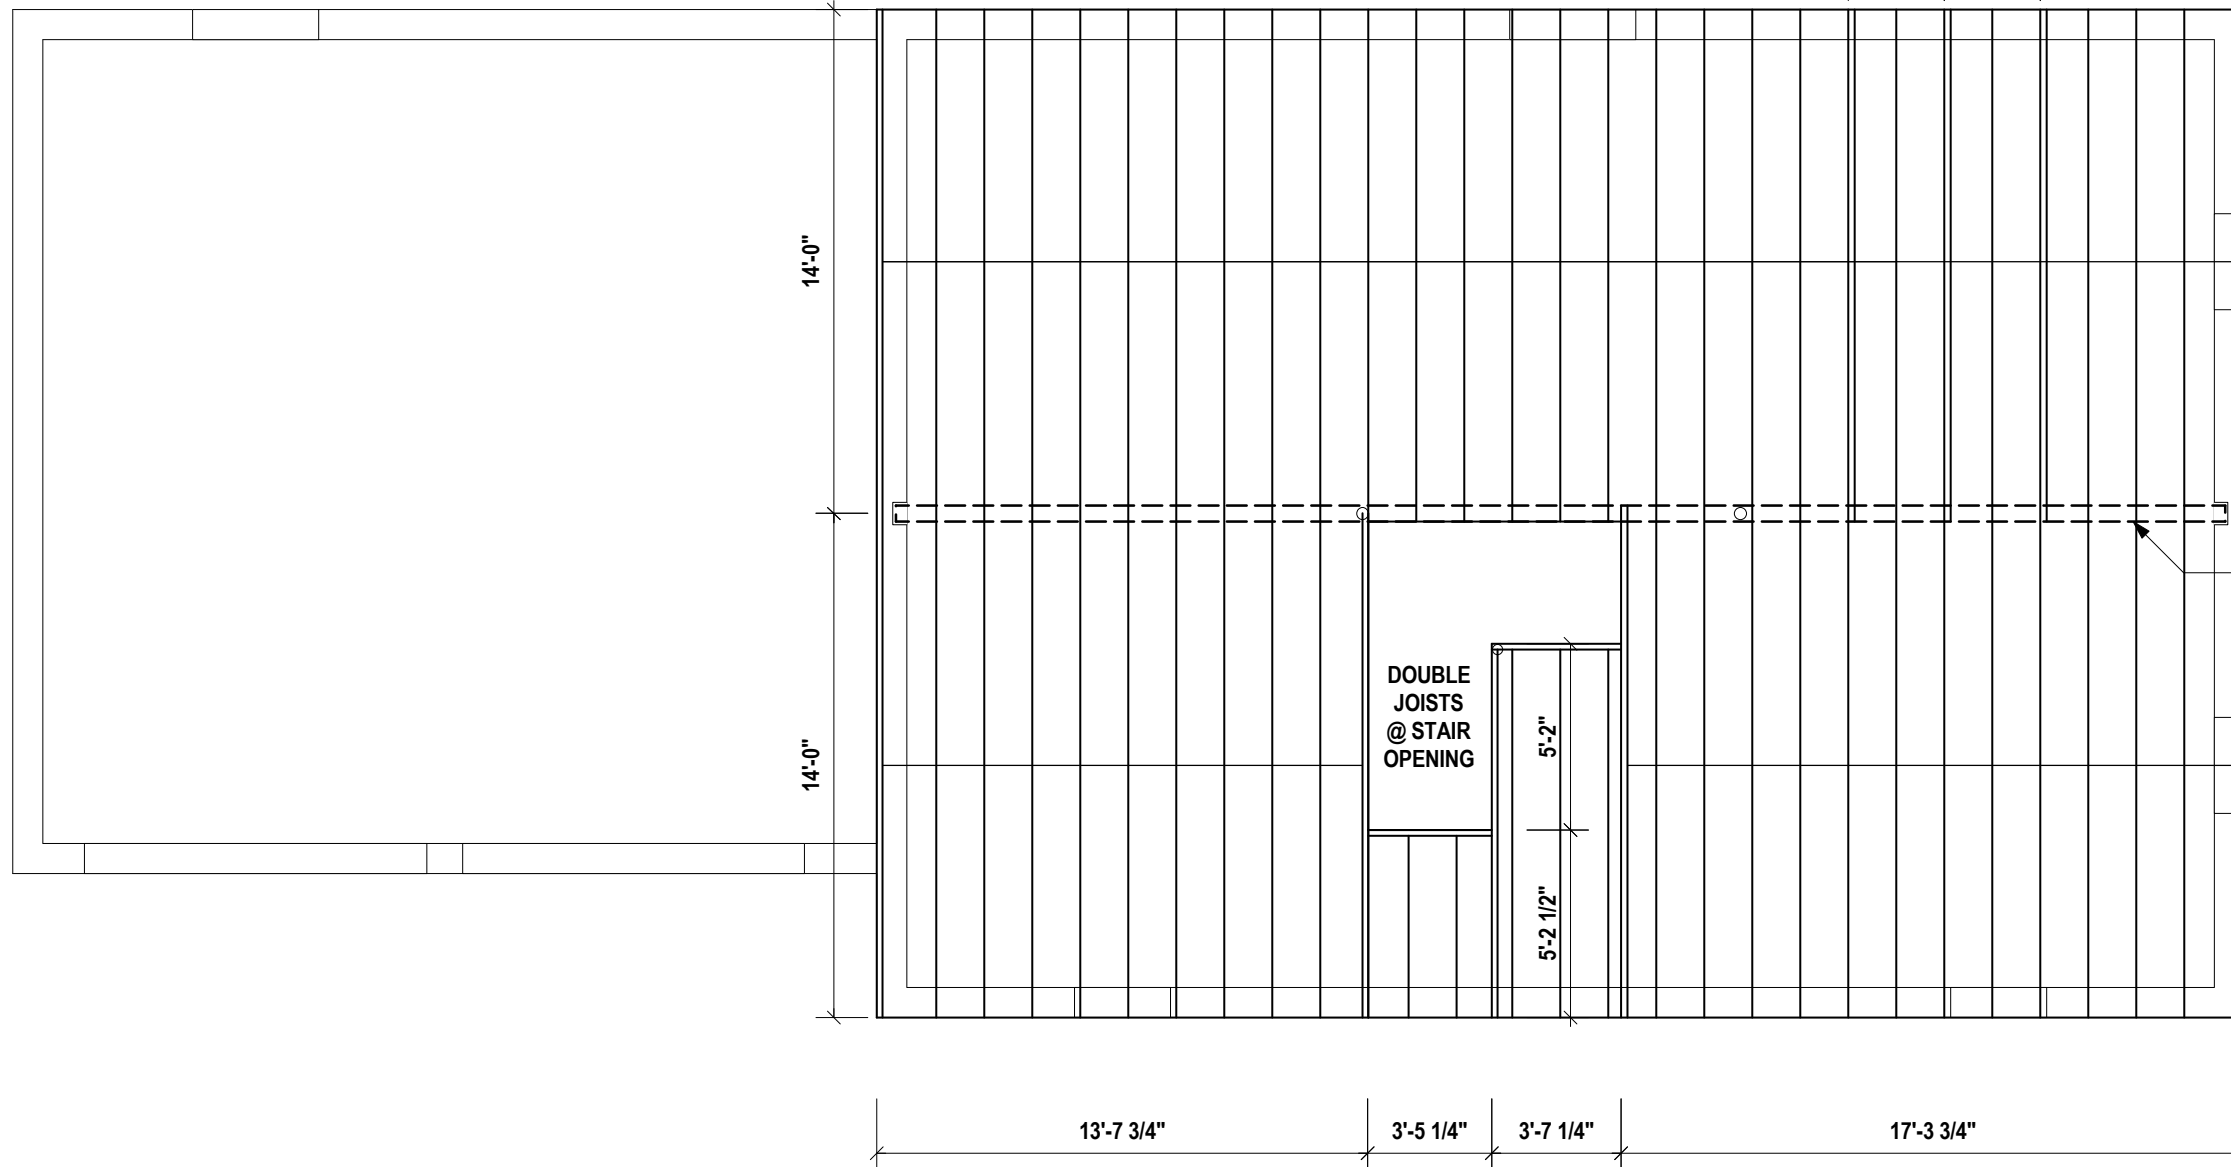 14'-0"
14'-0"
DOUBLE
JOISTS
@ STAIR
OPENING
5'-2"
5'-2 1/2"
13'-7 3/4"
3'-5 1/4"
3'-7 1/4"
17'-3 3/4"